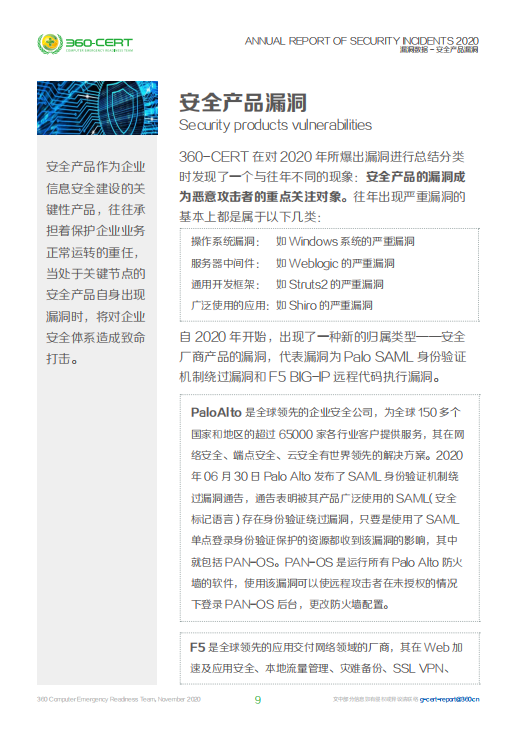 360-CERT
COMPUTER EMERGENCY READINESS TEAM
ANNUAL REPORT OF SECURITY INCIDENTS 2020
漏洞数据 - 安全产品漏洞
安全产品漏洞
Security products vulnerabilities
安全产品作为企业
信息安全建设的关
键性产品，往往承
担着保护企业业务
正常运转的重任，
当处于关键节点的
安全产品自身出现
漏洞时，将对企业
安全体系造成致命
打击。
360-CERT 在对 2020 年所爆出漏洞进行总结分类
时发现了一个与往年不同的现象：安全产品的漏洞成
为恶意攻击者的重点关注对象。往年出现严重漏洞的
基本上都是属于以下几类：
操作系统漏洞： 如 Windows 系统的严重漏洞
服务器中间件： 如 Weblogic 的严重漏洞
通用开发框架： 如 Struts2 的严重漏洞
广泛使用的应用：如 Shiro 的严重漏洞
自 2020 年开始，出现了一种新的归属类型——安全
厂商产品的漏洞，代表漏洞为 Palo SAML 身份验证
机制绕过漏洞和 F5 BIG-IP 远程代码执行漏洞。
PaloAlto 是全球领先的企业安全公司，为全球 150 多个
国家和地区的超过 65000 家各行业客户提供服务，其在网
络安全、端点安全、云安全有世界领先的解决方案。2020
年 06 月 30 日 Palo Alto 发布了 SAML 身份验证机制绕
过漏洞通告，通告表明被其产品广泛使用的 SAML( 安全
标记语言 ) 存在身份验证绕过漏洞，只要是使用了 SAML
单点登录身份验证保护的资源都收到该漏洞的影响，其中
就包括 PAN-OS。PAN-OS 是运行所有 Palo Alto 防火
墙的软件，使用该漏洞可以使远程攻击者在未授权的情况
下登录 PAN-OS 后台，更改防火墙配置。
F5 是全球领先的应用交付网络领域的厂商，其在 Web 加
速及应用安全、本地流量管理、灾难备份、SSL VPN、
360 Computer Emergency Readiness Team, November 2020
9
g-cert-report@360.cn